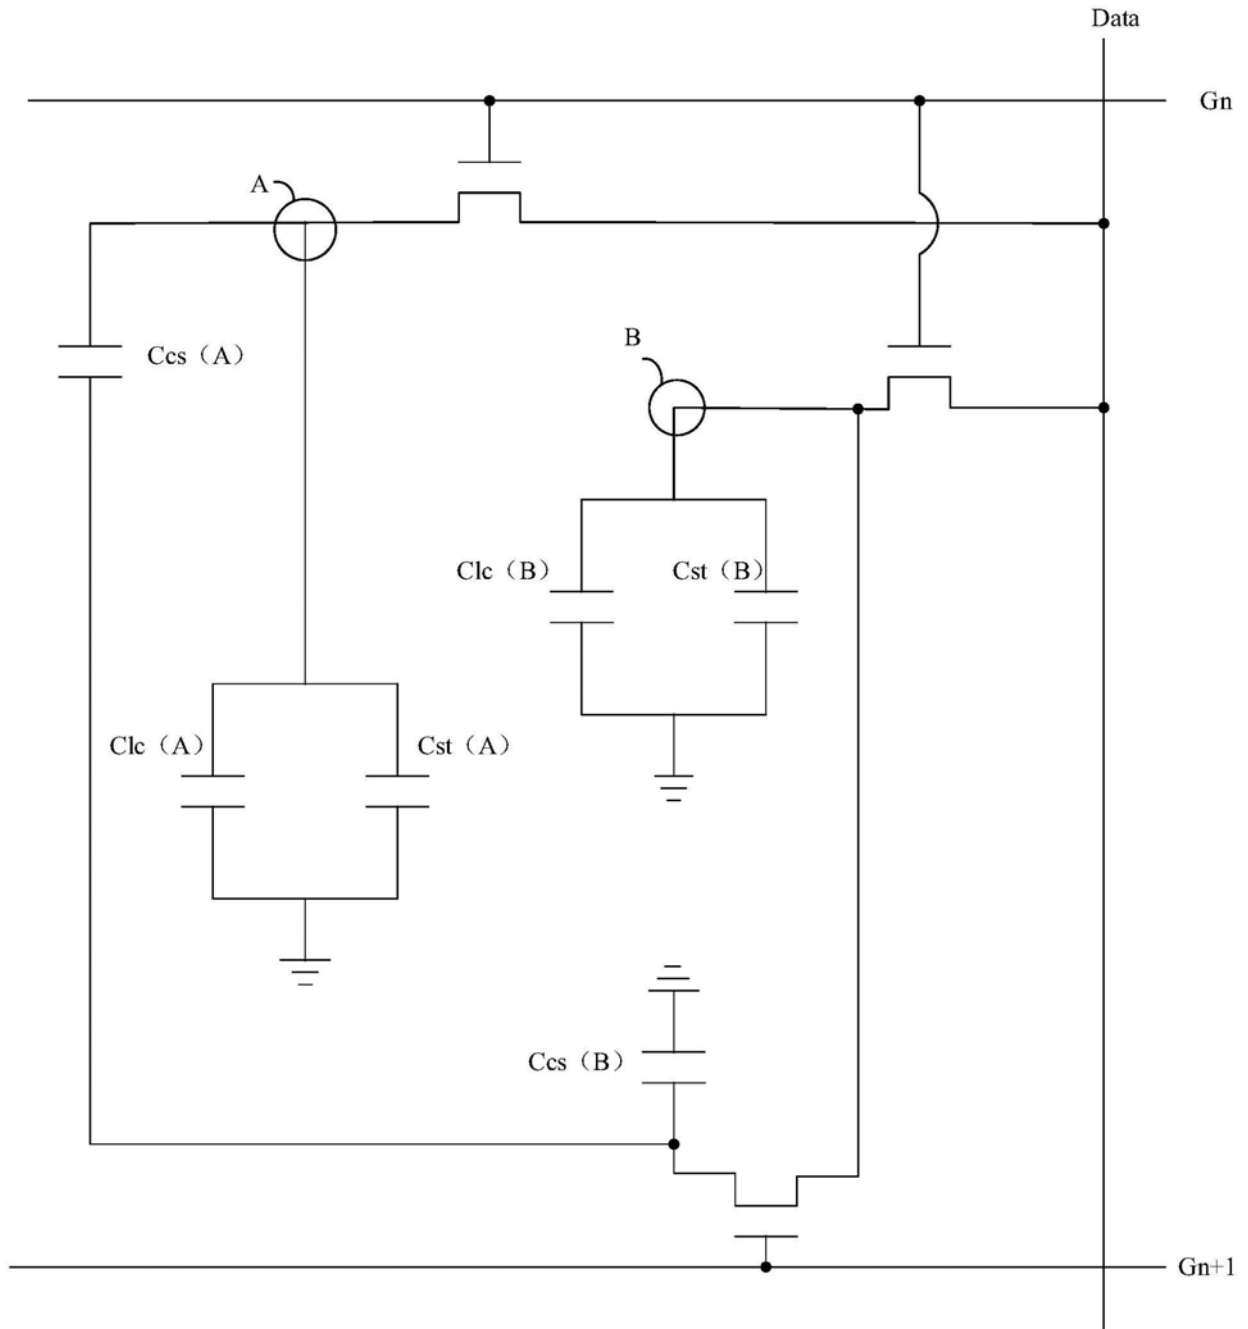 Data
Gn
A
Ccs（A）
B
Clc（B）
Cst（B）
Clc（A）
Cst（A）
Ccs（B）
Gn+1